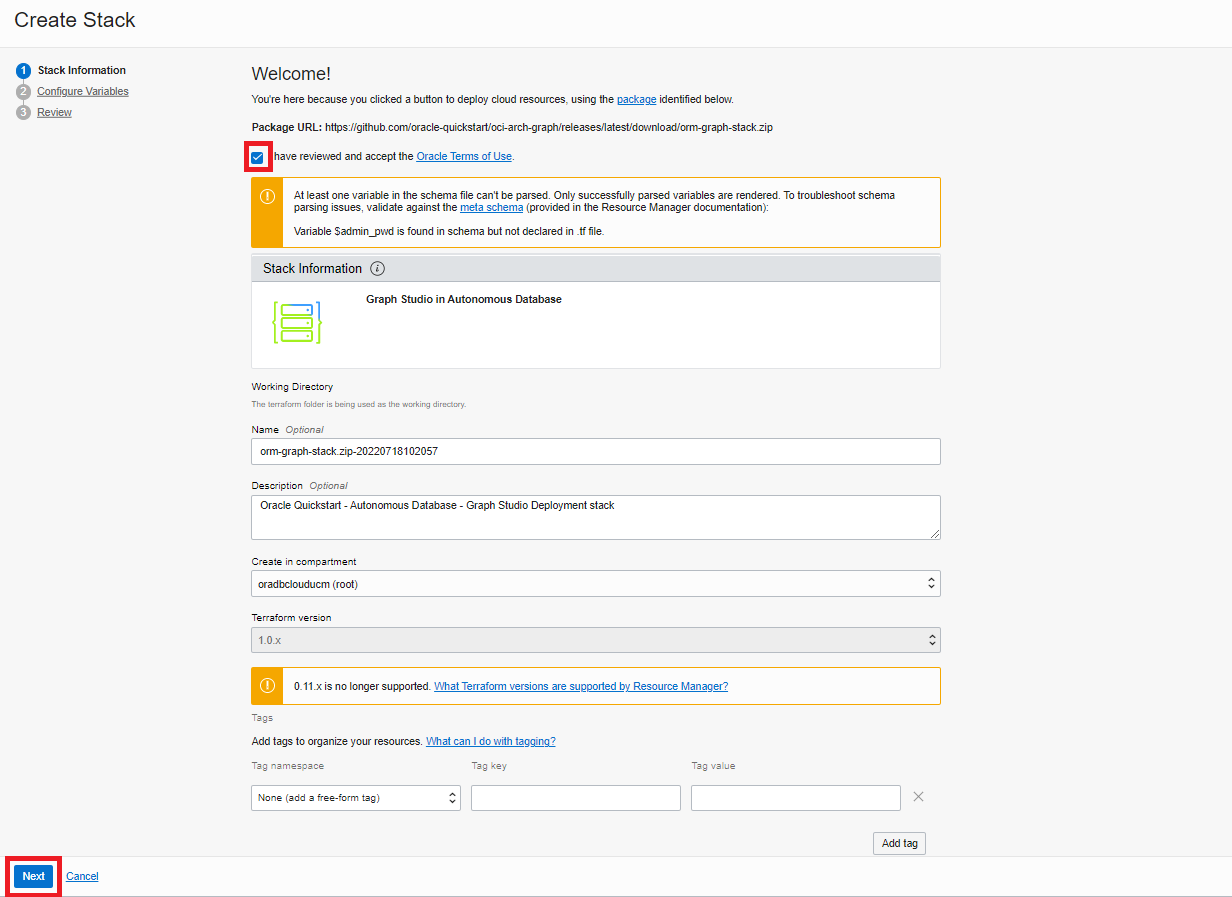 Create Stack
1 Stack Information
2 Configure Variables
3 Review
Welcome!
You're here because you clicked a button to deploy cloud resources, using the package identified below.
Package URL: https://github.com/oracle-quickstart/oci-arch-graph/releases/latest/download/orm-graph-stack.zip
have reviewed and accept the Oracle Terms of Use.
At least one variable in the schema file can't be parsed. Only successfully parsed variables are rendered. To troubleshoot schema
parsing issues, validate against the meta schema (provided in the Resource Manager documentation):
Variable $admin_pwd is found in schema but not declared in .tf file.
Stack Information
Graph Studio in Autonomous Database
Working Directory
The terraform folder is being used as the working directory.
Name Optional
orm-graph-stack.zip-20220718102057
Description Optional
Oracle Quickstart - Autonomous Database - Graph Studio Deployment stack
Create in compartment
oradbclouducm (root)
Terraform version
1.0.x
0.11.x is no longer supported. What Terraform versions are supported by Resource Manager?
Tags
Add tags to organize your resources. What can I do with tagging?
Tag namespace Tag key Tag value
None (add a free-form tag)
Add tag
Next Cancel